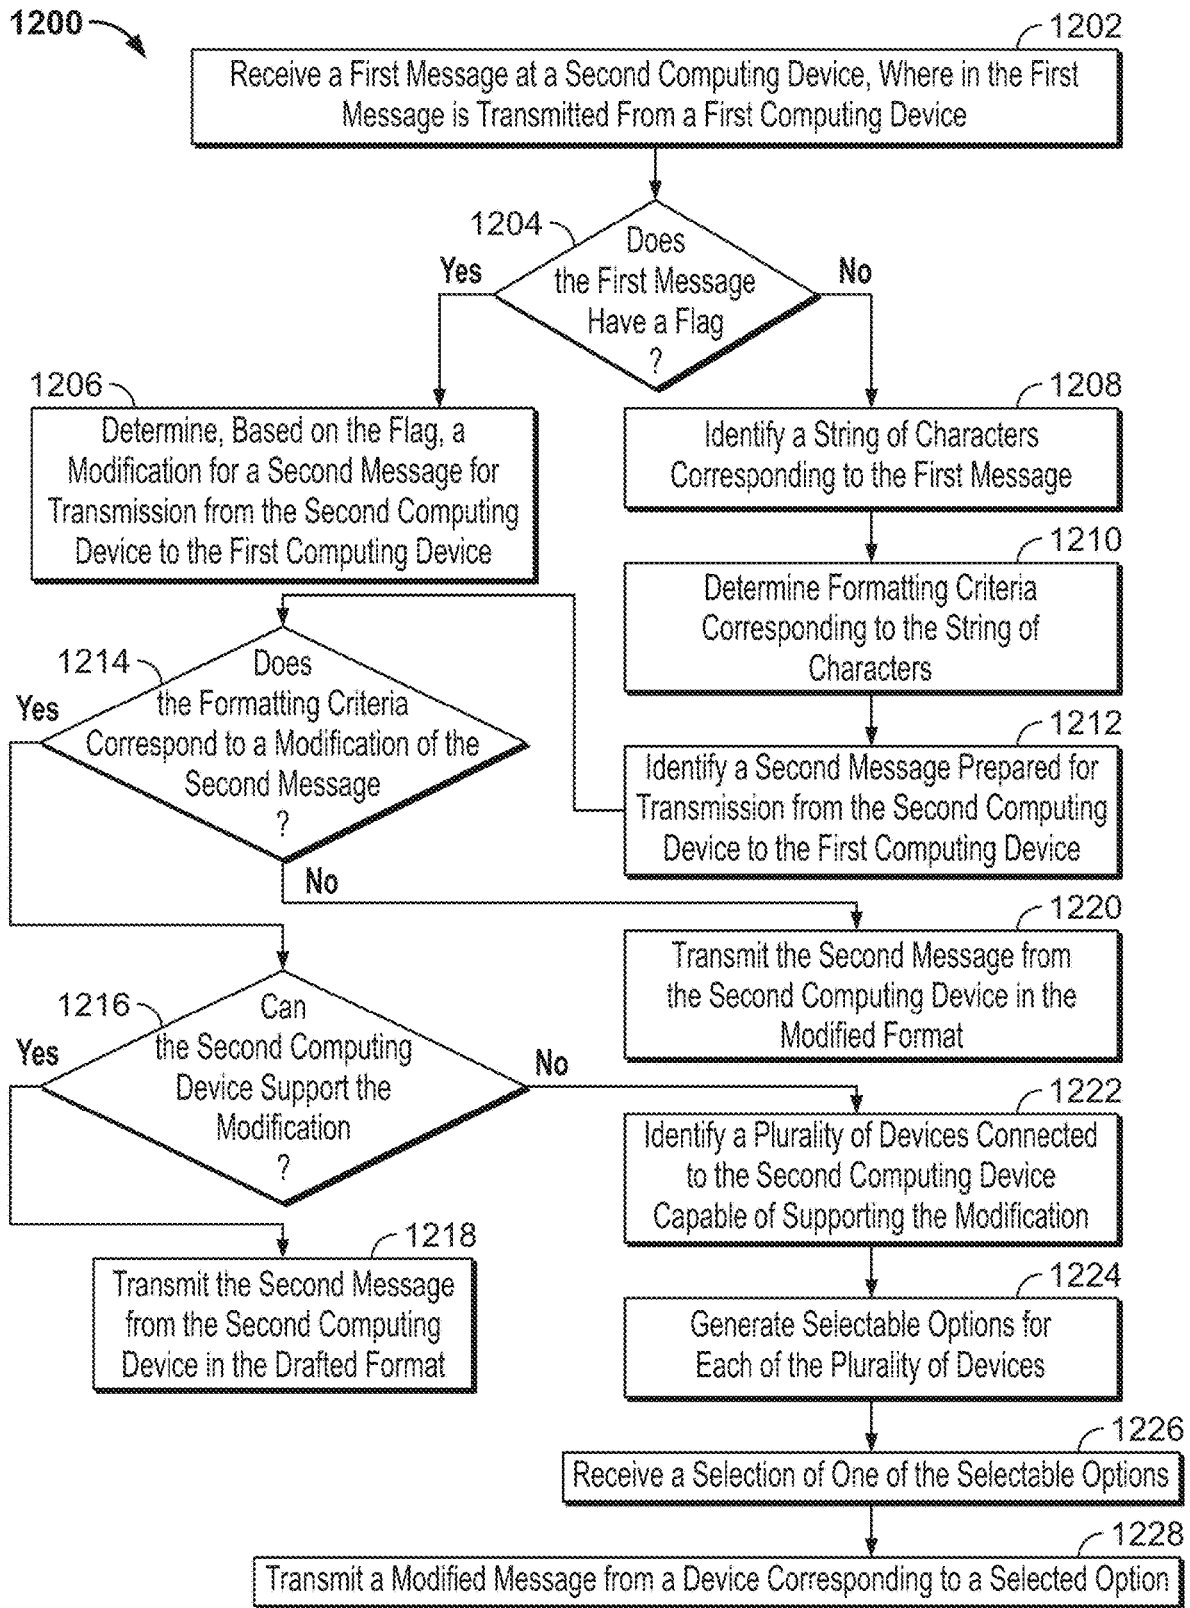 1200
1202
Receive a First Message at a Second Computing Device, Where in the First
Message is Transmitted From a First Computing Device
1204
Does
the First Message
Have a Flag
?
Yes
No
1206
Determine, Based on the Flag, a
Modification for a Second Message for
Transmission from the Second Computing
Device to the First Computing Device
1208
Identify a String of Characters
Corresponding to the First Message
1210
Determine Formatting Criteria
Corresponding to the String of
Characters
1212
Identify a Second Message Prepared for
Transmission from the Second Computing
Device to the First Computing Device
1214
Does
the Formatting Criteria
Correspond to a Modification of the
Second Message
?
Yes
No
1220
Transmit the Second Message from
the Second Computing Device in the
Modified Format
1216
Can
the Second Computing
Device Support the
Modification
?
Yes
No
1218
Transmit the Second Message
from the Second Computing
Device in the Drafted Format
1222
Identify a Plurality of Devices Connected
to the Second Computing Device
Capable of Supporting the Modification
1224
Generate Selectable Options for
Each of the Plurality of Devices
1226
Receive a Selection of One of the Selectable Options
1228
Transmit a Modified Message from a Device Corresponding to a Selected Option